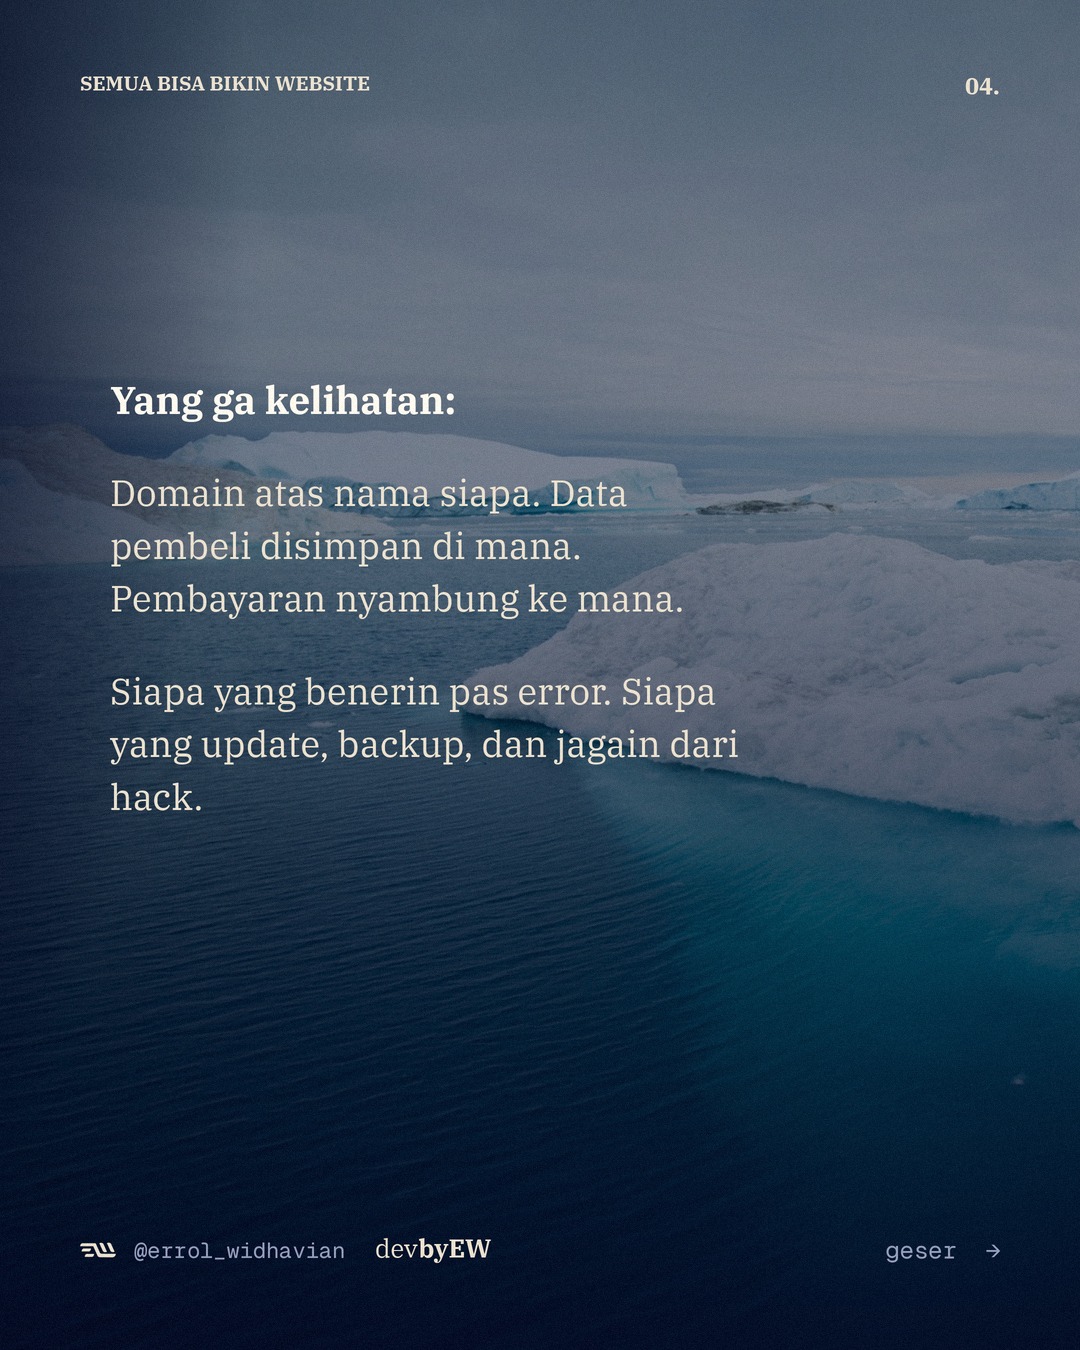 SEMUA BISA BIKIN WEBSITE
04.
Yang ga kelihatan:
Domain atas nama siapa. Data
pembeli disimpan di mana.
Pembayaran nyambung ke mana.
Siapa yang benerin pas error. Siapa
yang update, backup, dan jagain dari
hack.
@errol_widhavian devbyEW
geser →